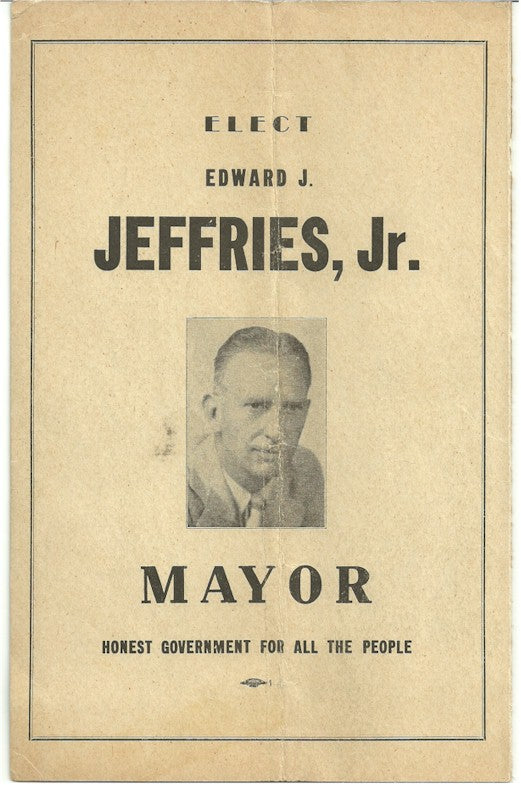 ELECT
EDWARD J.
JEFFRIES, Jr.
MAYOR
HONEST GOVERNMENT FOR ALL THE PEOPLE